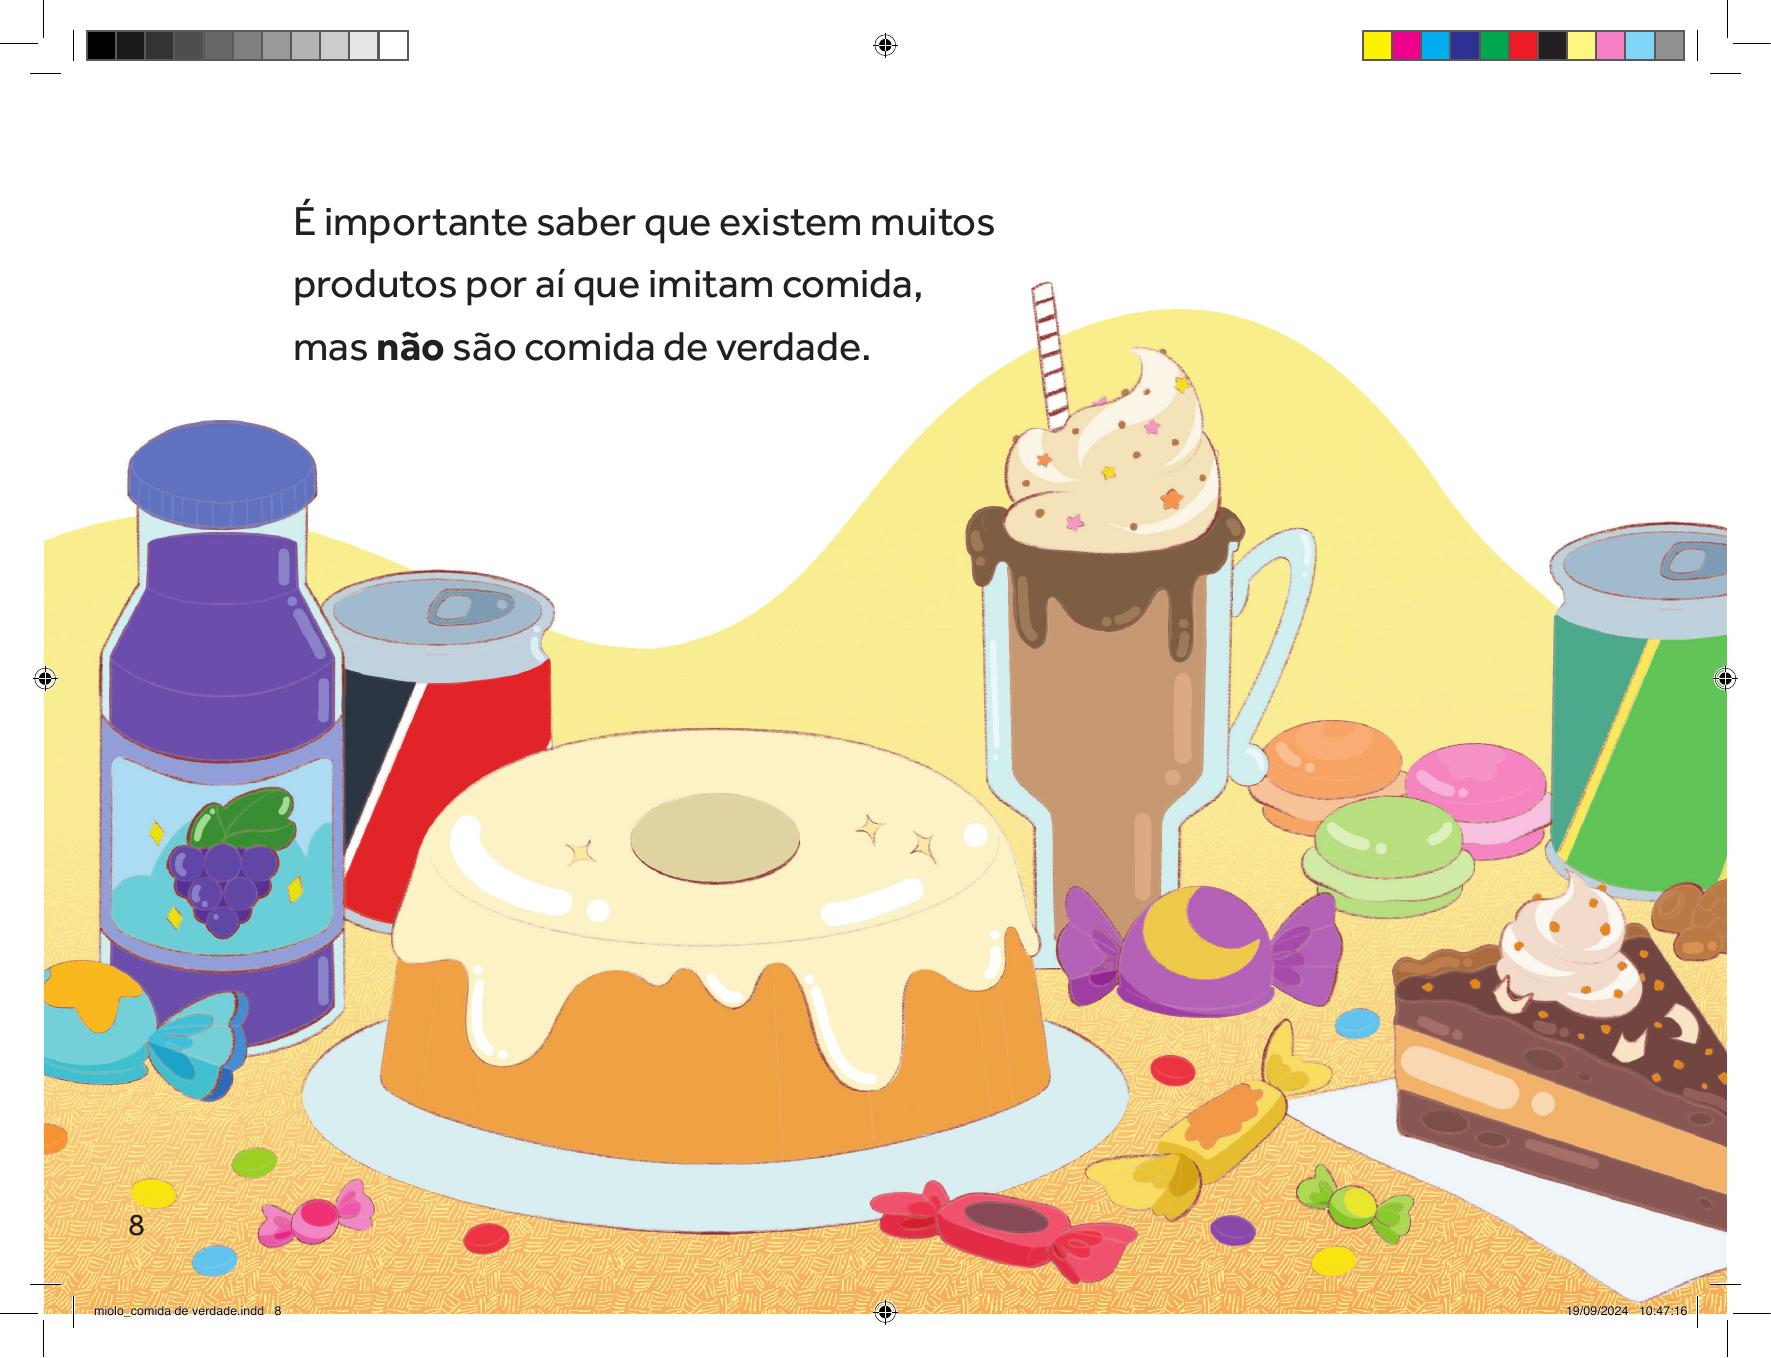 É importante saber que existem muitos
produtos por aí que imitam comida,
mas não são comida de verdade.
8
miolo_comida de verdade.indd   8
19/09/2024   10:47:16